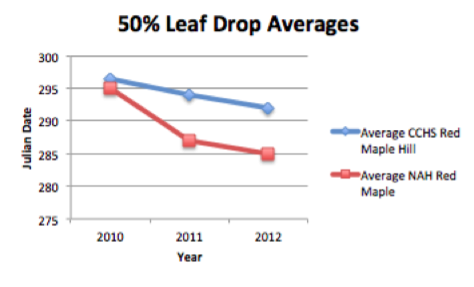 50% Leaf Drop Averages
300
295
290
285
280
275
Julian Date
2010 2011 2012
Year
Average CCHS Red
Maple Hill
Average NAH Red
Maple